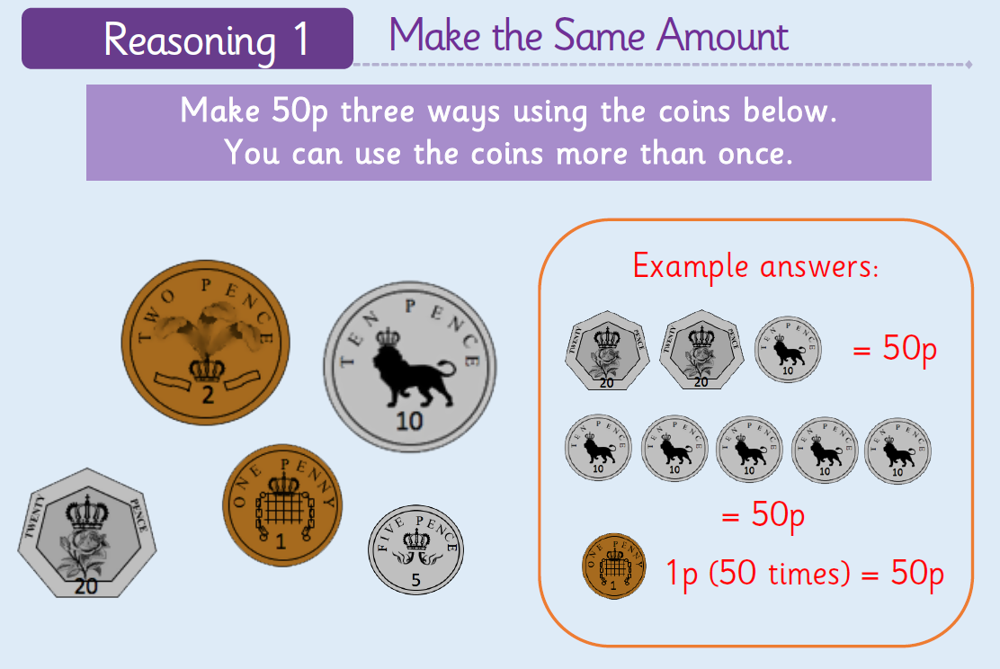 Reasoning 1
Make the Same Amount
Make 50p three ways using the coins below.
You can use the coins more than once.
TWO PENCE
2
TEN PENCE
10
TWENTY PENCE
20
ONE PENNY
1
FIVE PENCE
5
Example answers:
TWENTY PENCE
20
TWENTY PENCE
20
TEN PENCE
10
= 50p
TEN PENCE
10
TEN PENCE
10
TEN PENCE
10
TEN PENCE
10
TEN PENCE
10
= 50p
ONE PENNY
1
1p (50 times) = 50p